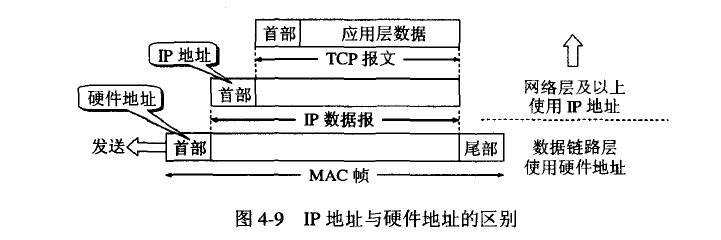 首部 应用层数据
IP 地址
TCP 报文
首部
网络层及以上
使用 IP 地址
硬件地址
IP 数据报
发送
首部
尾部
数据链路层
使用硬件地址
MAC 帧
图 4-9 IP 地址与硬件地址的区别